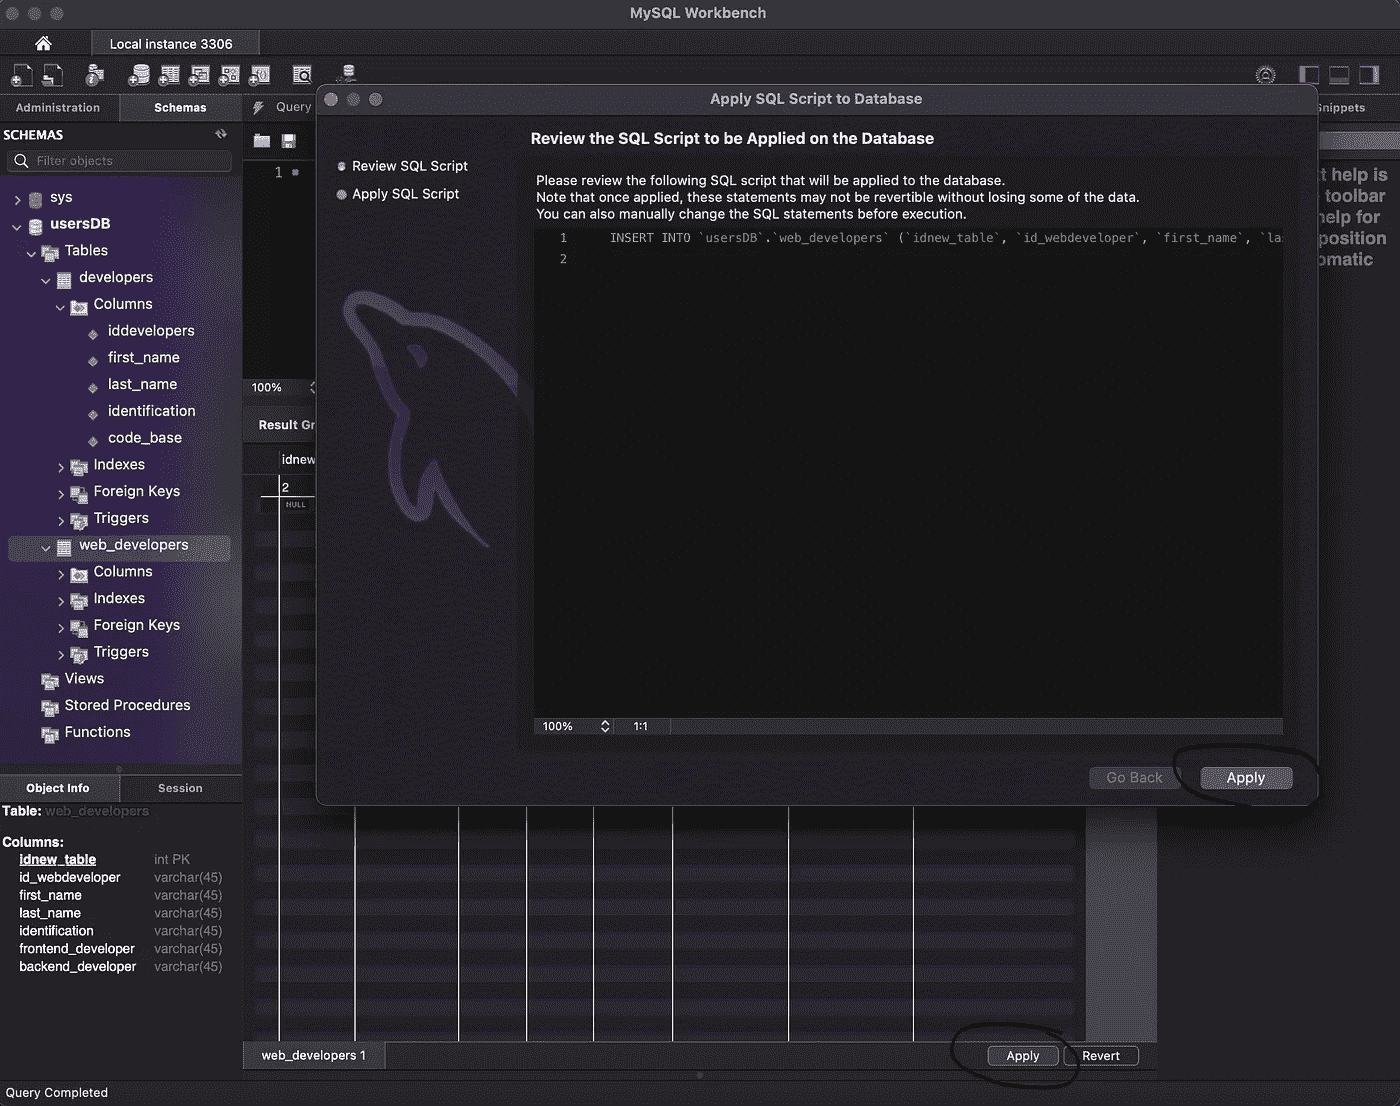 MySQL Workbench
Local instance 3306
Administration
Schemas
Query
SCHEMAS
Filter objects
sys
usersDB
Tables
developers
Columns
iddevelopers
first_name
last_name
identification
code_base
Indexes
Foreign Keys
Triggers
web_developers
Columns
Indexes
Foreign Keys
Triggers
Views
Stored Procedures
Functions
Object Info
Session
Table: web_developers
Columns:
idnew_table int PK
id_webdeveloper varchar(45)
first_name varchar(45)
last_name varchar(45)
identification varchar(45)
frontend_developer varchar(45)
backend_developer varchar(45)
Query Completed
1
100%
Result Gr
idnew
2
NULL
Apply SQL Script to Database
Review SQL Script
Apply SQL Script
Review the SQL Script to be Applied on the Database
Please review the following SQL script that will be applied to the database.
Note that once applied, these statements may not be revertible without losing some of the data.
You can also manually change the SQL statements before execution.
1 INSERT INTO `usersDB`.`web_developers` (`idnew_table`, `id_webdeveloper`, `first_name`, `las
2
100% 1:1
Go Back Apply
web_developers 1
Apply Revert
Snippets
t help is
toolbar
help for
position
omatic